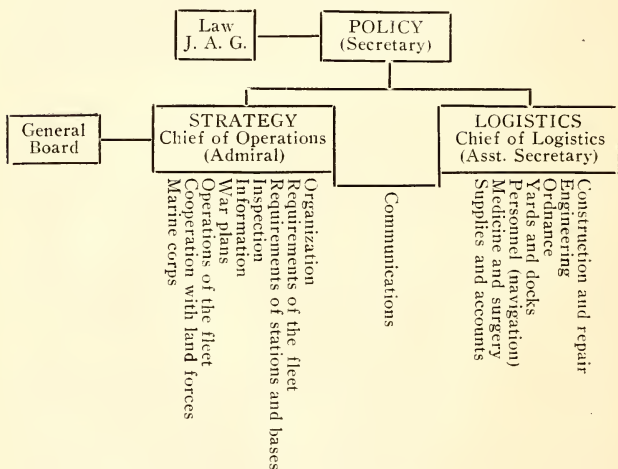 Law
J. A. G.
POLICY
(Secretary)
General
Board
STRATEGY
Chief of Operations
(Admiral)
LOGISTICS
Chief of Logistics
(Asst. Secretary)
Organization
Requirements of the fleet
Requirements of stations and bases
Inspection
Information
War plans
Operations of the fleet
Cooperation with land forces
Marine corps
Communications
Construction and repair
Engineering
Ordnance
Yards and docks
Personnel (navigation)
Medicine and surgery
Supplies and accounts